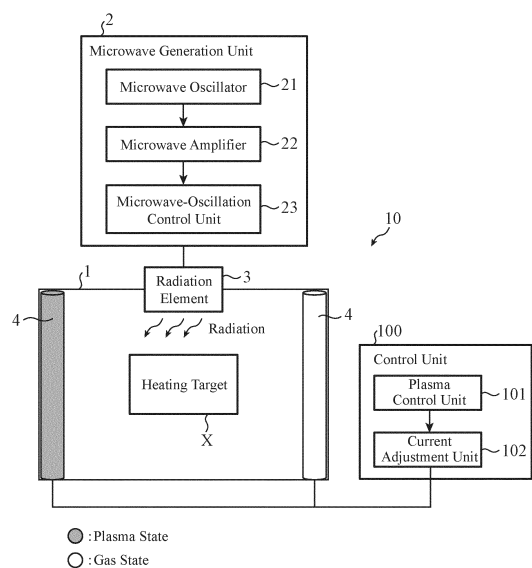 2
Microwave Generation Unit
Microwave Oscillator
21
Microwave Amplifier
22
Microwave-Oscillation
Control Unit
23
10
1
Radiation
Element
3
4
4
Radiation
100
Control Unit
Heating Target
Plasma
Control Unit
101
X
Current
Adjustment Unit
102
: Plasma State
: Gas State